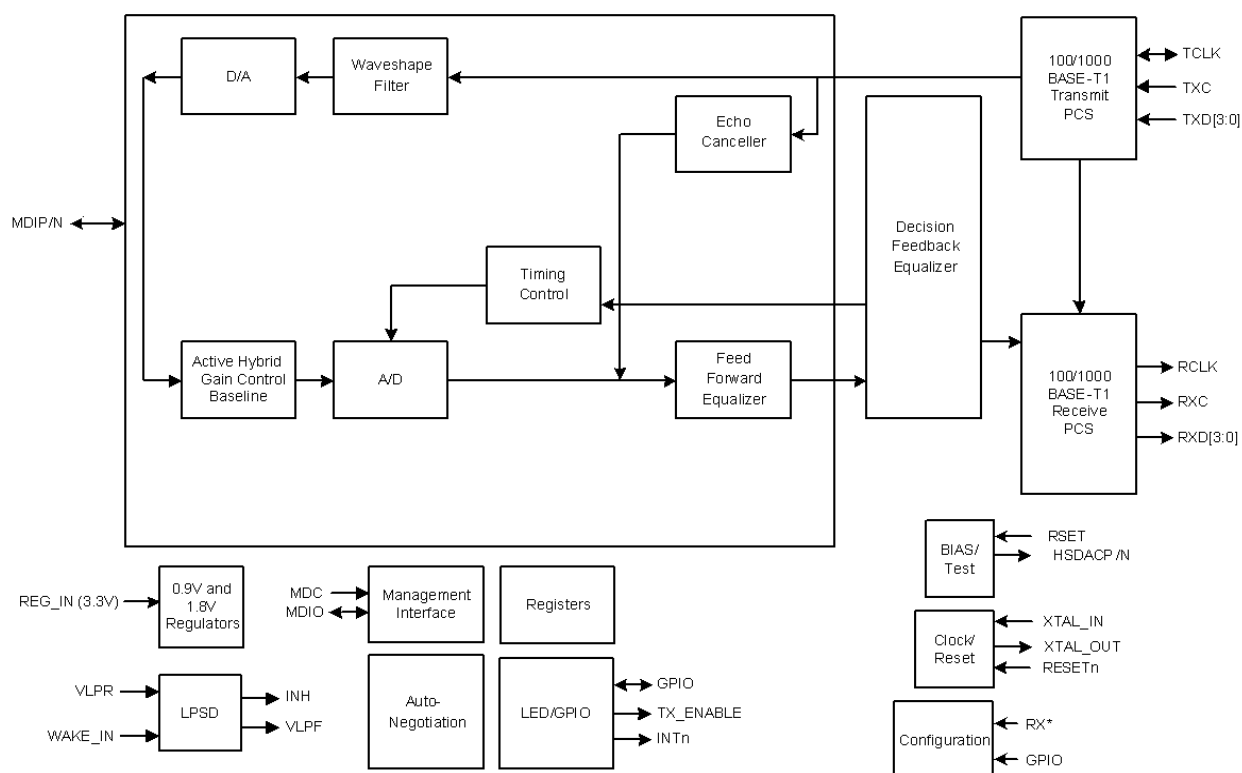 D/A
Waveshape
Filter
100/1000
BASE-T1
Transmit
PCS
TCLK
TXC
TXD[3:0]
Echo
Canceller
MDIP/N
Decision
Feedback
Equalizer
Timing
Control
Active Hybrid
Gain Control
Baseline
A/D
Feed
Forward
Equalizer
100/1000
BASE-T1
Receive
PCS
RCLK
RXC
RXD[3:0]
BIAS/
Test
RSET
HSDACP/N
REG_IN (3.3V)
0.9V and
1.8V
Regulators
MDC
MDIO
Management
Interface
Registers
Clock/
Reset
XTAL_IN
XTAL_OUT
RESETn
VLPR
WAKE_IN
LPSD
INH
VLPF
Auto-
Negotiation
LED/GPIO
GPIO
TX_ENABLE
INTn
Configuration
RX*
GPIO